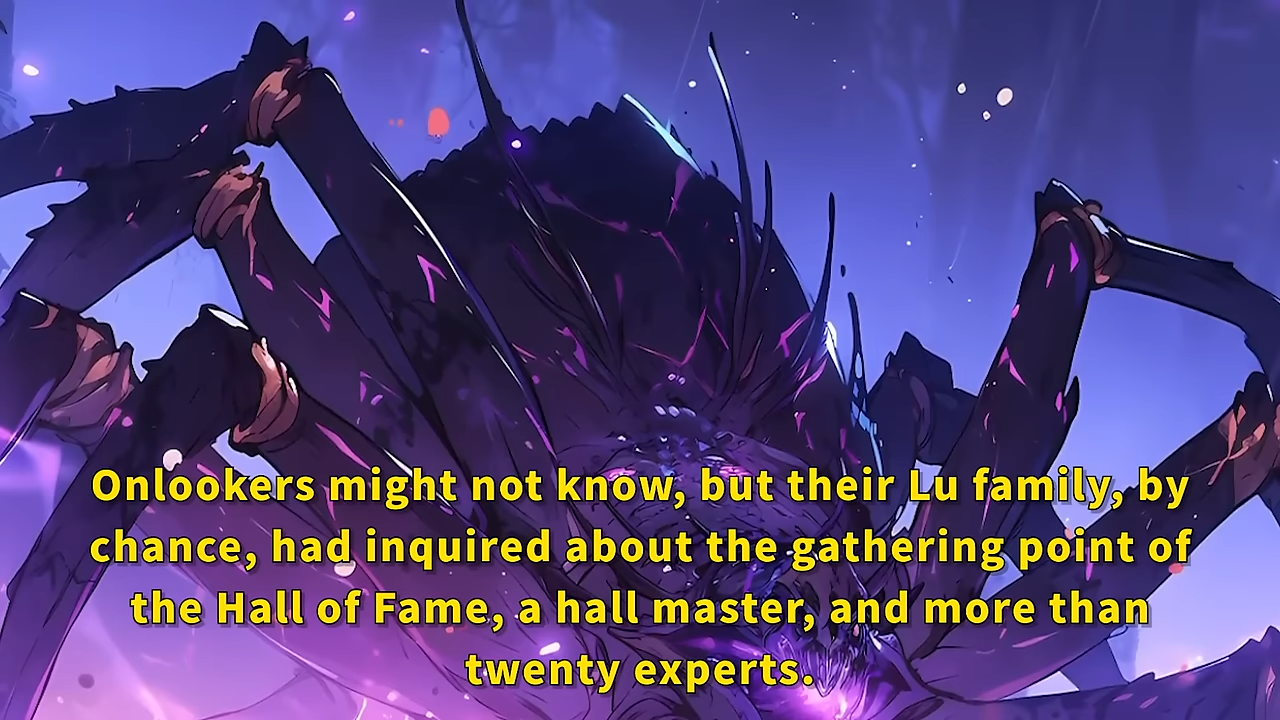 Onlookers might not know, but their Lu family, by
chance, had inquired about the gathering point of
the Hall of Fame, a hall master, and more than
twenty experts.